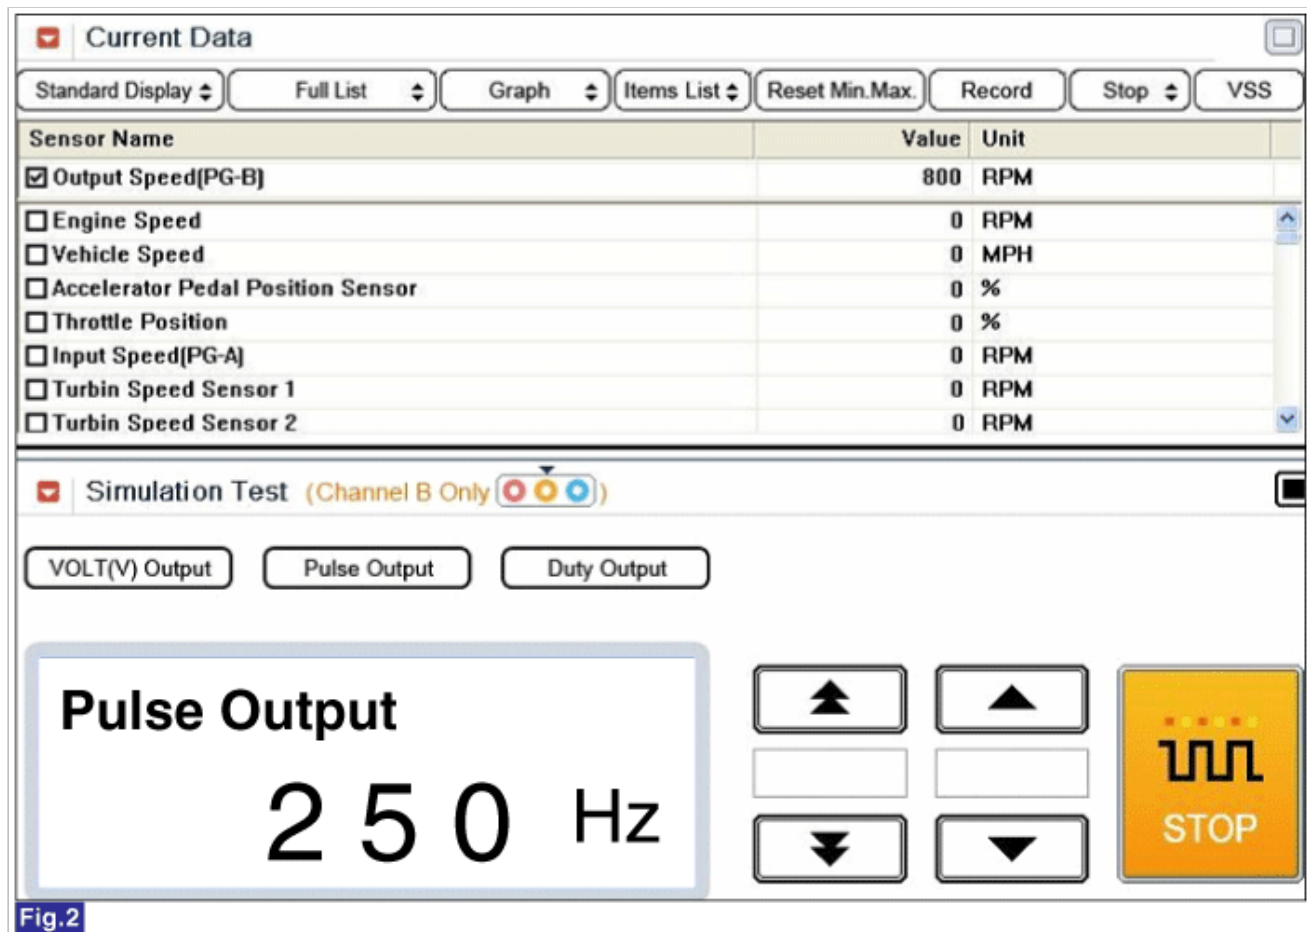 Current Data
Standard Display Full List Graph Items List Reset Min.Max. Record Stop VSS
Sensor Name Value Unit
Output Speed(PG-B) 800 RPM
Engine Speed 0 RPM
Vehicle Speed 0 MPH
Accelerator Pedal Position Sensor 0 %
Throttle Position 0 %
Input Speed(PG-A) 0 RPM
Turbin Speed Sensor 1 0 RPM
Turbin Speed Sensor 2 0 RPM
Simulation Test (Channel B Only )
VOLT(V) Output Pulse Output Duty Output
Pulse Output
250 Hz
STOP
Fig.2